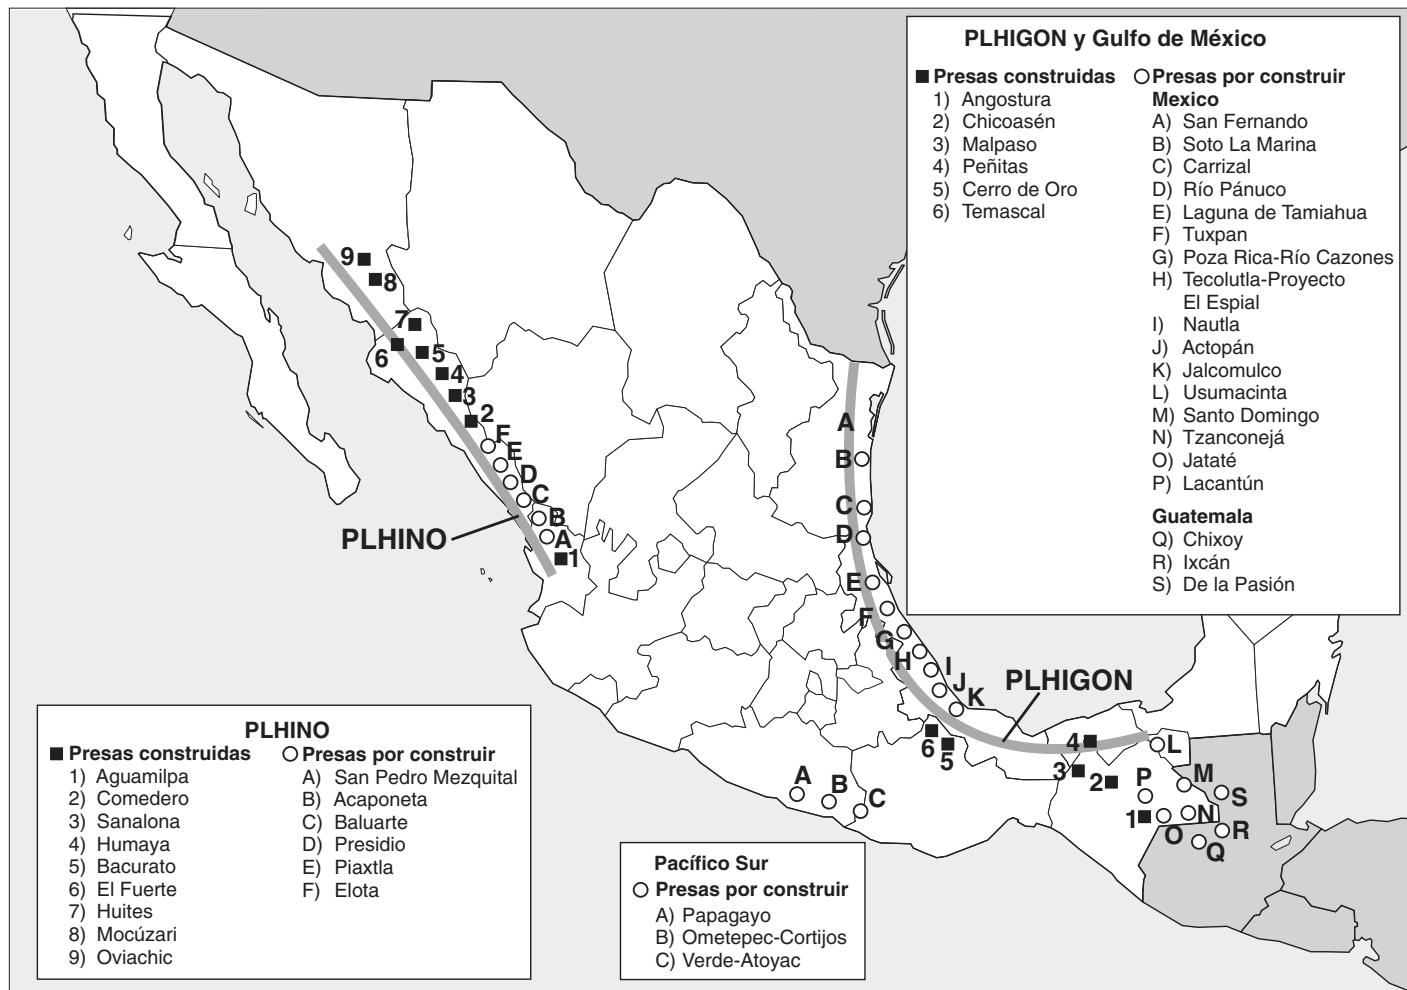 PLHIGON y Gulfo de México
Presas construidas
1) Angostura
2) Chicoasén
3) Malpaso
4) Peñitas
5) Cerro de Oro
6) Temascal
Presas por construir
Mexico
A) San Fernando
B) Soto La Marina
C) Carrizal
D) Río Pánuco
E) Laguna de Tamiahua
F) Tuxpan
G) Poza Rica-Río Cazones
H) Tecolutla-Proyecto
El Espial
I) Nautla
J) Actopán
K) Jalcomulco
L) Usumacinta
M) Santo Domingo
N) Tzanconejá
O) Jataté
P) Lacantún
Guatemala
Q) Chixoy
R) Ixcán
S) De la Pasión
9
8
7
6
5
4
3
2
F
E
D
C
B
A
1
PLHINO
A
B
C
D
E
F
G
H
I
J
K
PLHIGON
6
5
4
3
2
1
L
M
S
P
N
O
R
Q
A
B
C
PLHINO
Presas construidas
1) Aguamilpa
2) Comedero
3) Sanalona
4) Humaya
5) Bacurato
6) El Fuerte
7) Huites
8) Mocúzari
9) Oviachic
Presas por construir
A) San Pedro Mezquital
B) Acaponeta
C) Baluarte
D) Presidio
E) Piaxtla
F) Elota
Pacífico Sur
Presas por construir
A) Papagayo
B) Ometepec-Cortijos
C) Verde-Atoyac